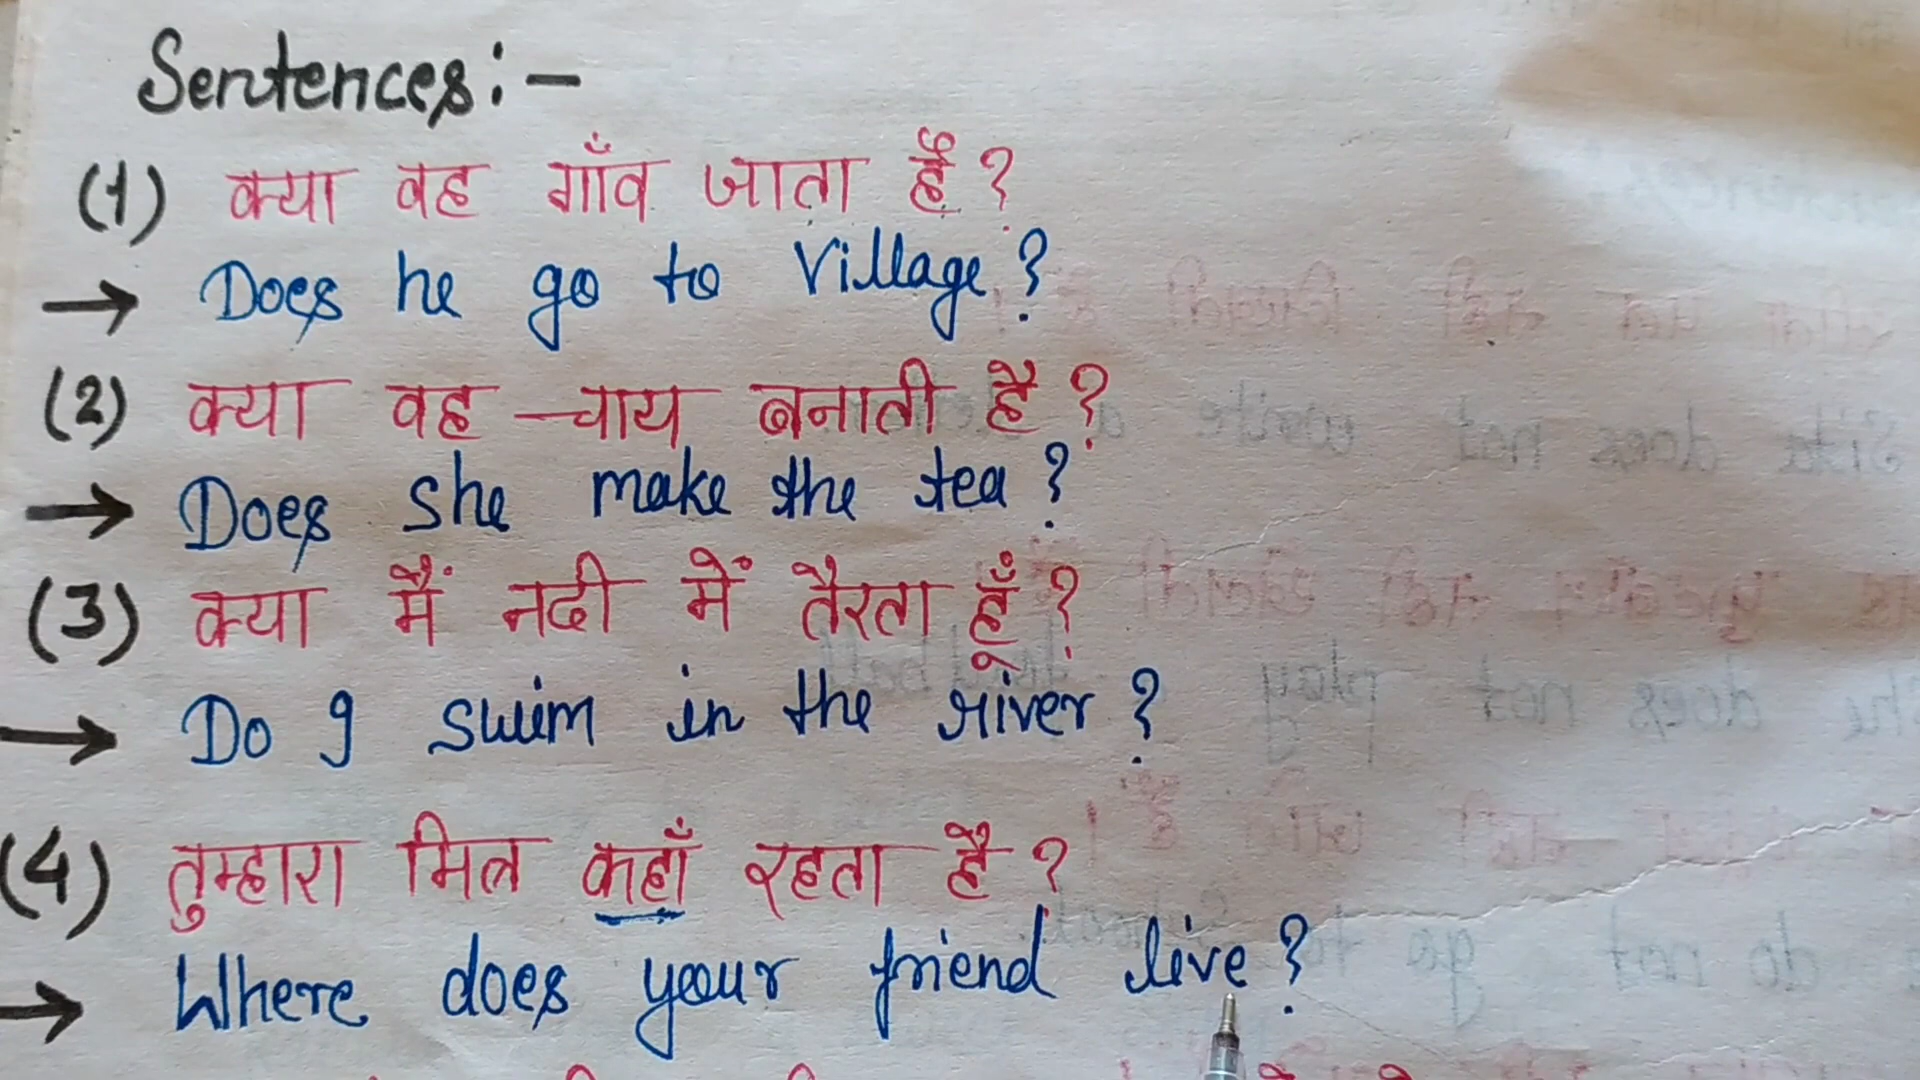 Sentences:-
(1) क्या वह गाँव जाता है?
→ Does he go to Village?
(2) क्या वह चाय बनाती है?
→ Does she make the tea?
(3) क्या मैं नदी में तैरता हूँ?
→ Do I swim in the river?
(4) तुम्हारा मित्र कहाँ रहता है?
→ Where does your friend live?